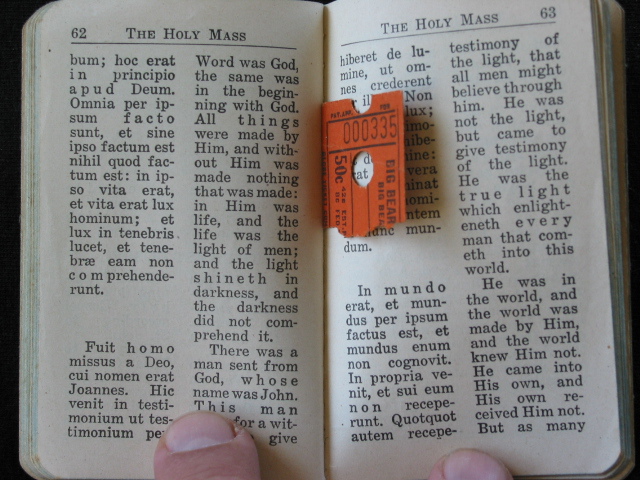 62 THE HOLY MASS
bum; hoc erat
in principio
apud Deum.
Omnia per ip-
sum facto
sunt, et sine
ipso factum est
nihil quod fac-
tum est: in ip-
so vita erat,
et vita erat lux
hominum; et
lux in tenebris
lucet, et tene-
bræ eam non
comprehende-
runt.
Fuit homo
missus a Deo,
cui nomen erat
Joannes. Hic
venit in testi-
monium ut tes-
timonium per
Word was God,
the same was
in the begin-
ning with God.
All things
were made by
Him, and with-
out Him was
made nothing
that was made:
in Him was
life, and the
life was the
light of men;
and the light
shineth in
darkness, and
the darkness
did not com-
prehend it.
There was a
man sent from
God, whose
name was John.
This man
for a wit-
give
THE HOLY MASS 63
hiberet de lu-
mine, ut om-
nes crederent
Non
lux;
dum.
In mundo
erat, et mun-
dus per ipsum
factus est, et
mundus enum
non cognovit.
In propria ve-
nit, et sui eum
non recepe-
runt. Quotquot
autem recepe-
000335
50c
BIG BEAR
BIG BEAR
testimony of
the light, that
all men might
believe through
him. He was
not the light,
but came to
give testimony
of the light.
He was the
true light
which enlight-
eneth every
man that com-
eth into this
world.
He was in
the world, and
the world was
made by Him,
and the world
knew Him not.
He came into
His own, and
His own re-
ceived Him not.
But as many